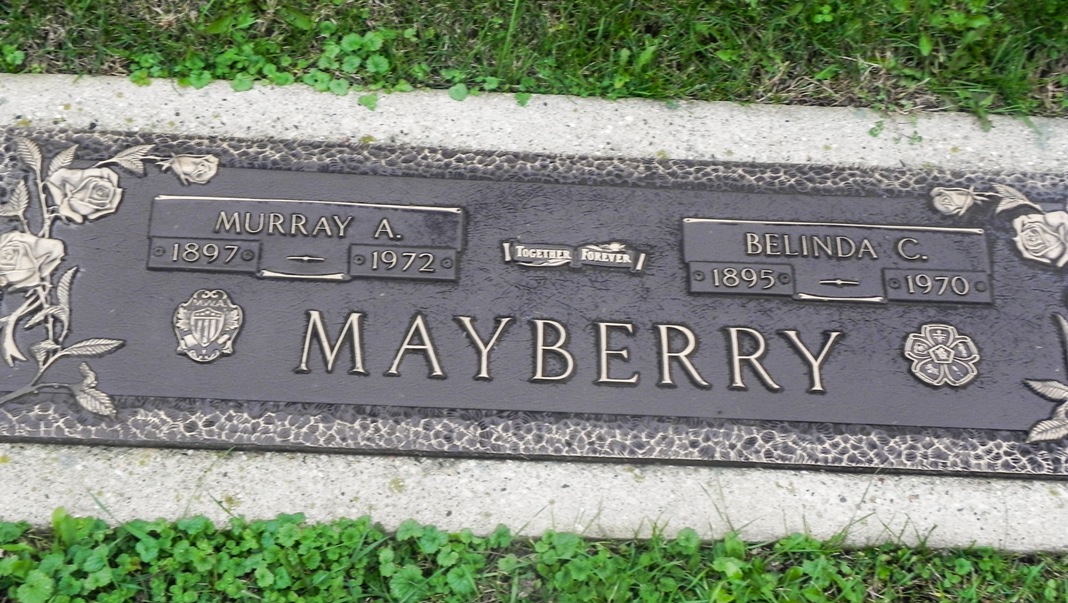 MURRAY A.
1897 1972
TOGETHER FOREVER
BELINDA C.
1895 1970
M.W.A.
MAYBERRY